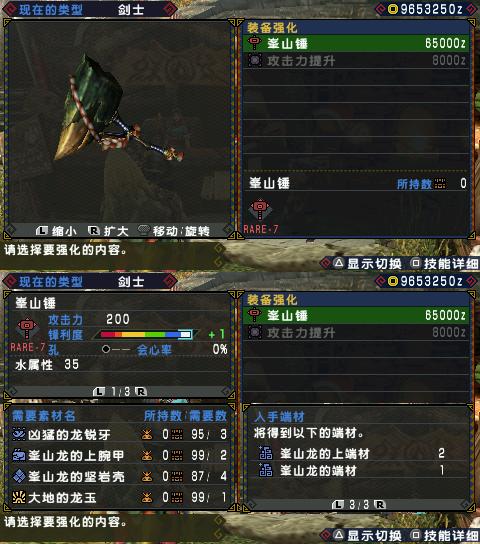 现在的类型 剑士
9653250z
装备强化
峯山锤 65000z
攻击力提升 8000z
峯山锤 所持数 0
RARE-7
L 缩小 R 扩大 移动/旋转
请选择要强化的内容。
△显示切换 □技能详细
现在的类型 剑士
9653250z
峯山锤
攻击力 200
锋利度 +1
RARE-7 孔 ●—— 会心率 0%
水属性 35
L 1/3 R
装备强化
峯山锤 65000z
攻击力提升 8000z
需要素材名 所持数/需要数
凶猛的龙锐牙 0 95/ 3
峯山龙的上腕甲 0 99/ 2
峯山龙的坚岩壳 0 87/ 4
大地的龙玉 0 99/ 1
入手端材
将得到以下的端材。
峯山龙的上端材 2
峯山龙的端材 1
L 3/3 R
请选择要强化的内容。
△显示切换 □技能详细